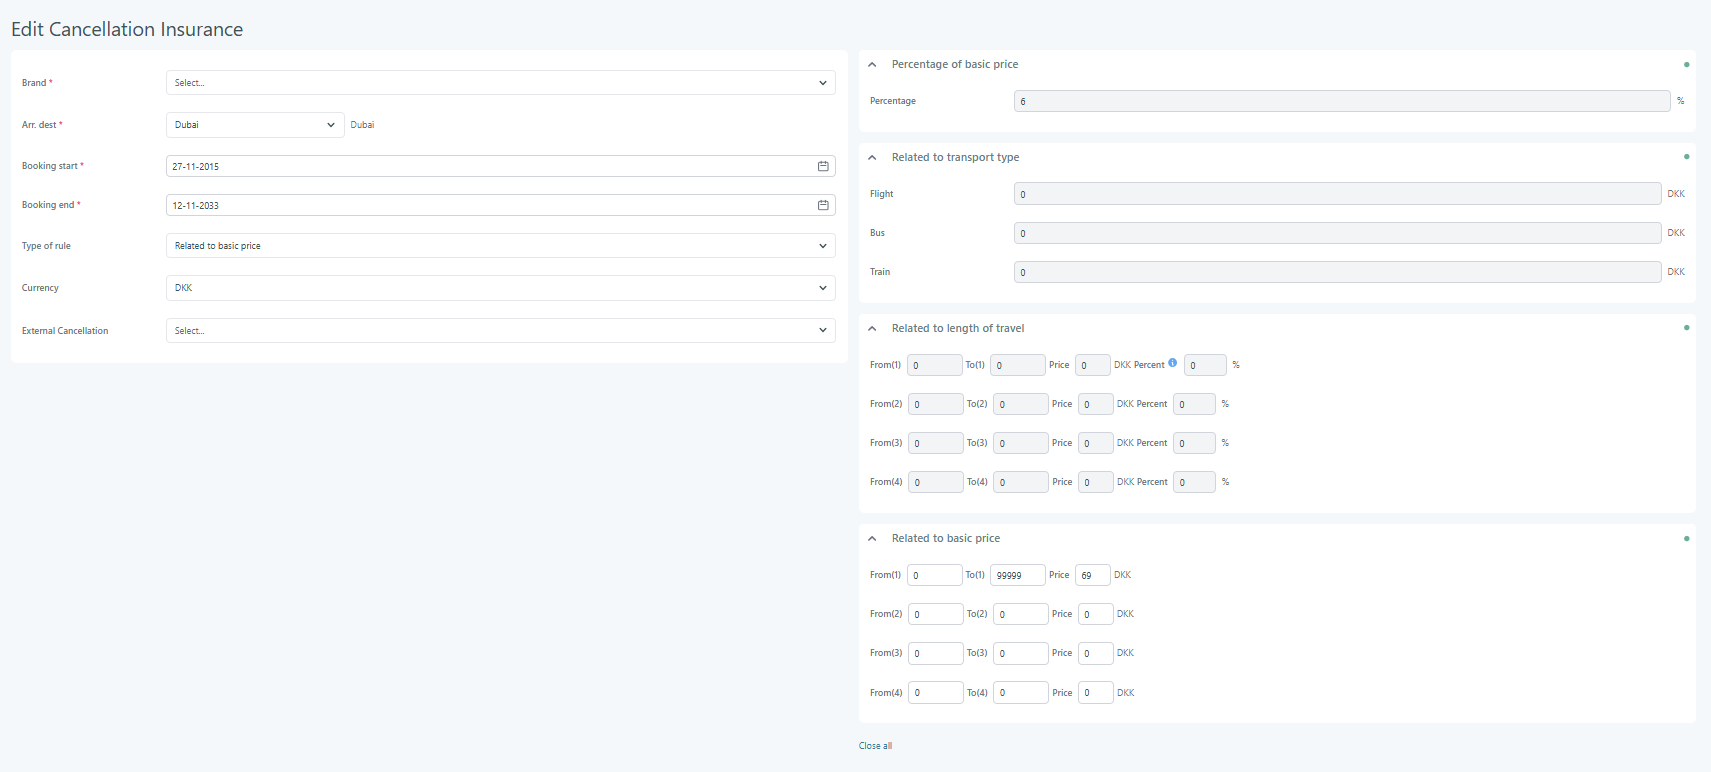 Edit Cancellation Insurance
Brand *
Select...
Arr. dest *
Dubai
Dubai
Booking start *
27-11-2015
Booking end *
12-11-2033
Type of rule
Related to basic price
Currency
DKK
External Cancellation
Select...
Percentage of basic price
Percentage
6
%
Related to transport type
Flight
0
DKK
Bus
0
DKK
Train
0
DKK
Related to length of travel
From(1) 0 To(1) 0 Price 0 DKK Percent i 0 %
From(2) 0 To(2) 0 Price 0 DKK Percent 0 %
From(3) 0 To(3) 0 Price 0 DKK Percent 0 %
From(4) 0 To(4) 0 Price 0 DKK Percent 0 %
Related to basic price
From(1) 0 To(1) 99999 Price 69 DKK
From(2) 0 To(2) 0 Price 0 DKK
From(3) 0 To(3) 0 Price 0 DKK
From(4) 0 To(4) 0 Price 0 DKK
Close all